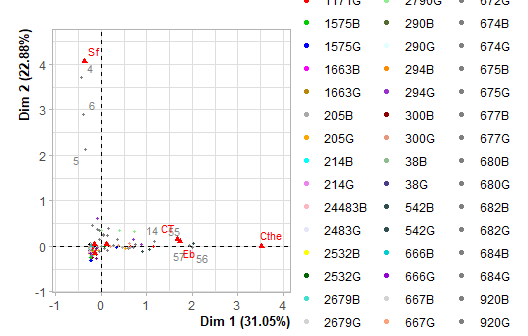 Dim 2 (22.88%)
4
3
2
1
0
-1
-1
0
1
2
3
4
Dim 1 (31.05%)
Sf
4
6
5
14
55
Cthe
57
Eb
56
1171G
1575B
1575G
1663B
1663G
205B
205G
214B
214G
24483B
2483G
2532B
2532G
2679B
2679G
2790G
290B
290G
294B
294G
300B
300G
38B
38G
542B
542G
666B
666G
667B
667G
672G
674B
674G
675B
675G
677B
677G
680B
680G
682B
682G
684B
684G
920B
920G